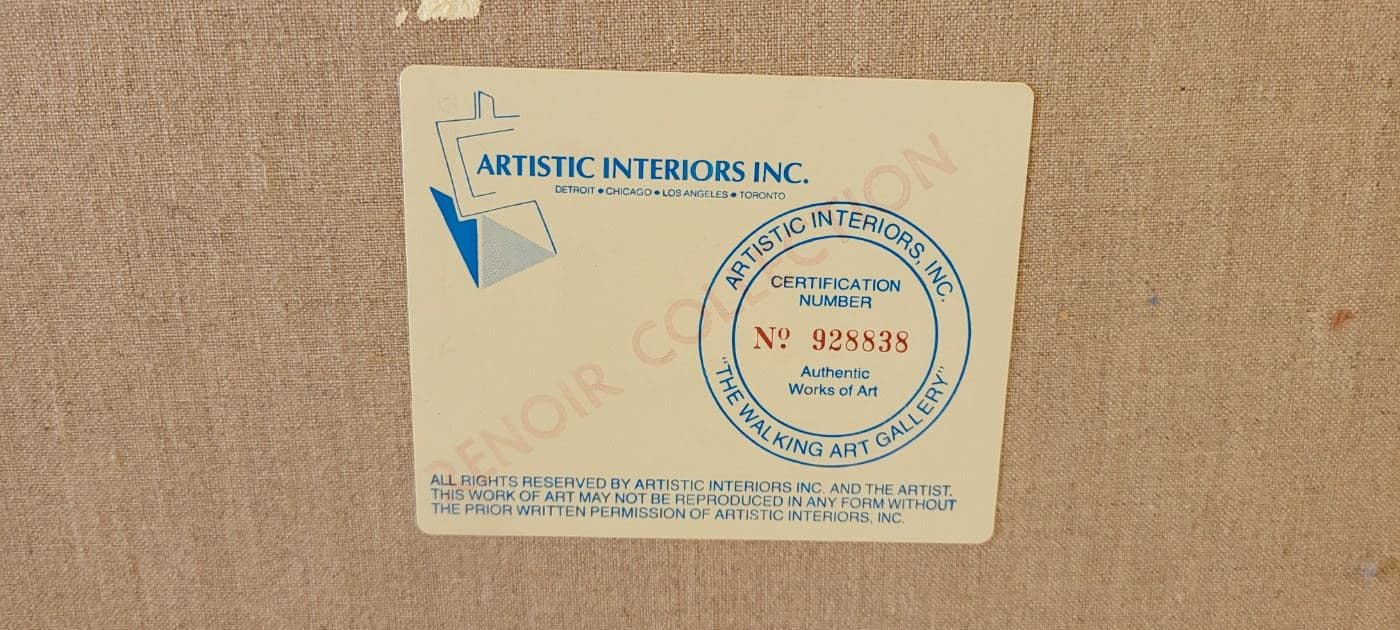 ARTISTIC INTERIORS INC.
DETROIT • CHICAGO • LOS ANGELES • TORONTO
RENOIR COLLECTION
ARTISTIC INTERIORS, INC.
CERTIFICATION
NUMBER
Nº 928838
Authentic
Works of Art
"THE WALKING ART GALLERY"
ALL RIGHTS RESERVED BY ARTISTIC INTERIORS INC. AND THE ARTIST.
THIS WORK OF ART MAY NOT BE REPRODUCED IN ANY FORM WITHOUT
THE PRIOR WRITTEN PERMISSION OF ARTISTIC INTERIORS, INC.